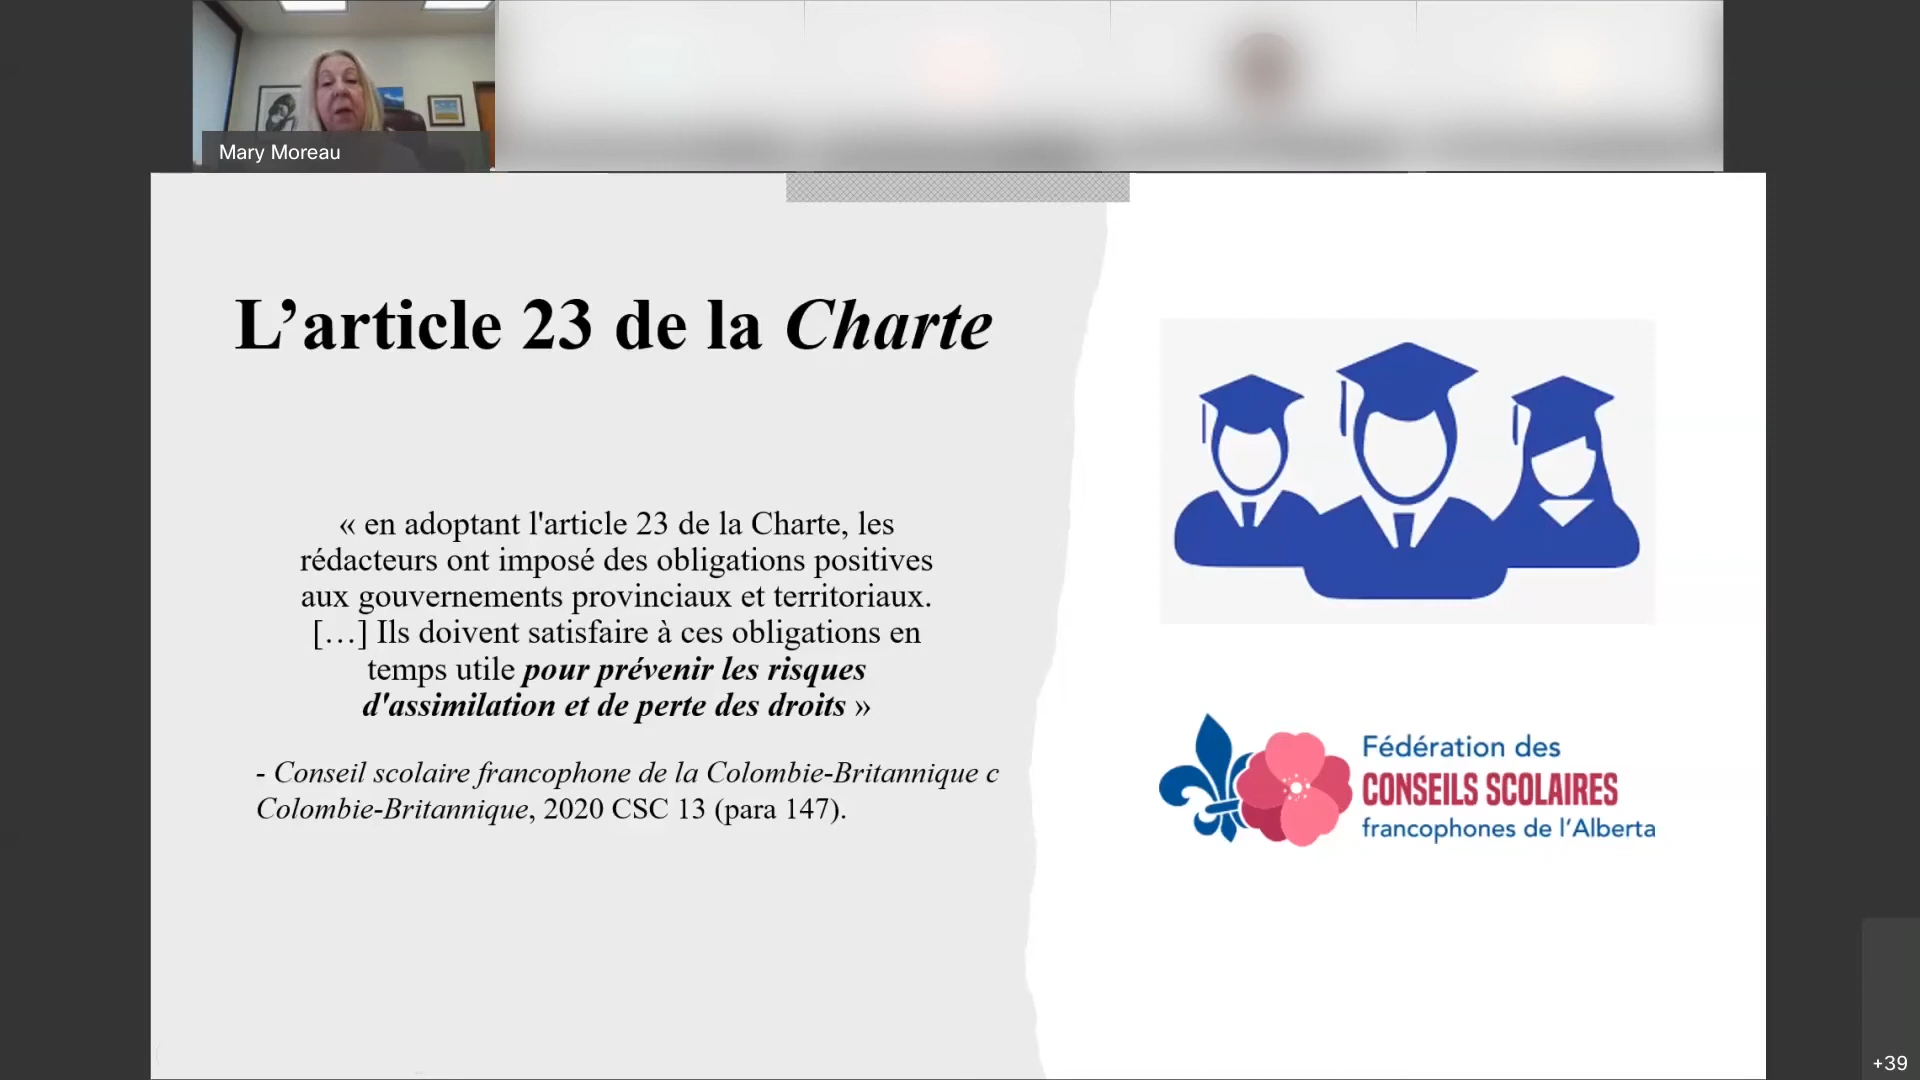 Mary Moreau
L’article 23 de la Charte
« en adoptant l'article 23 de la Charte, les
rédacteurs ont imposé des obligations positives
aux gouvernements provinciaux et territoriaux.
[…] Ils doivent satisfaire à ces obligations en
temps utile pour prévenir les risques
d'assimilation et de perte des droits »
- Conseil scolaire francophone de la Colombie-Britannique c
Colombie-Britannique, 2020 CSC 13 (para 147).
Fédération des
CONSEILS SCOLAIRES
francophones de l’Alberta
+39